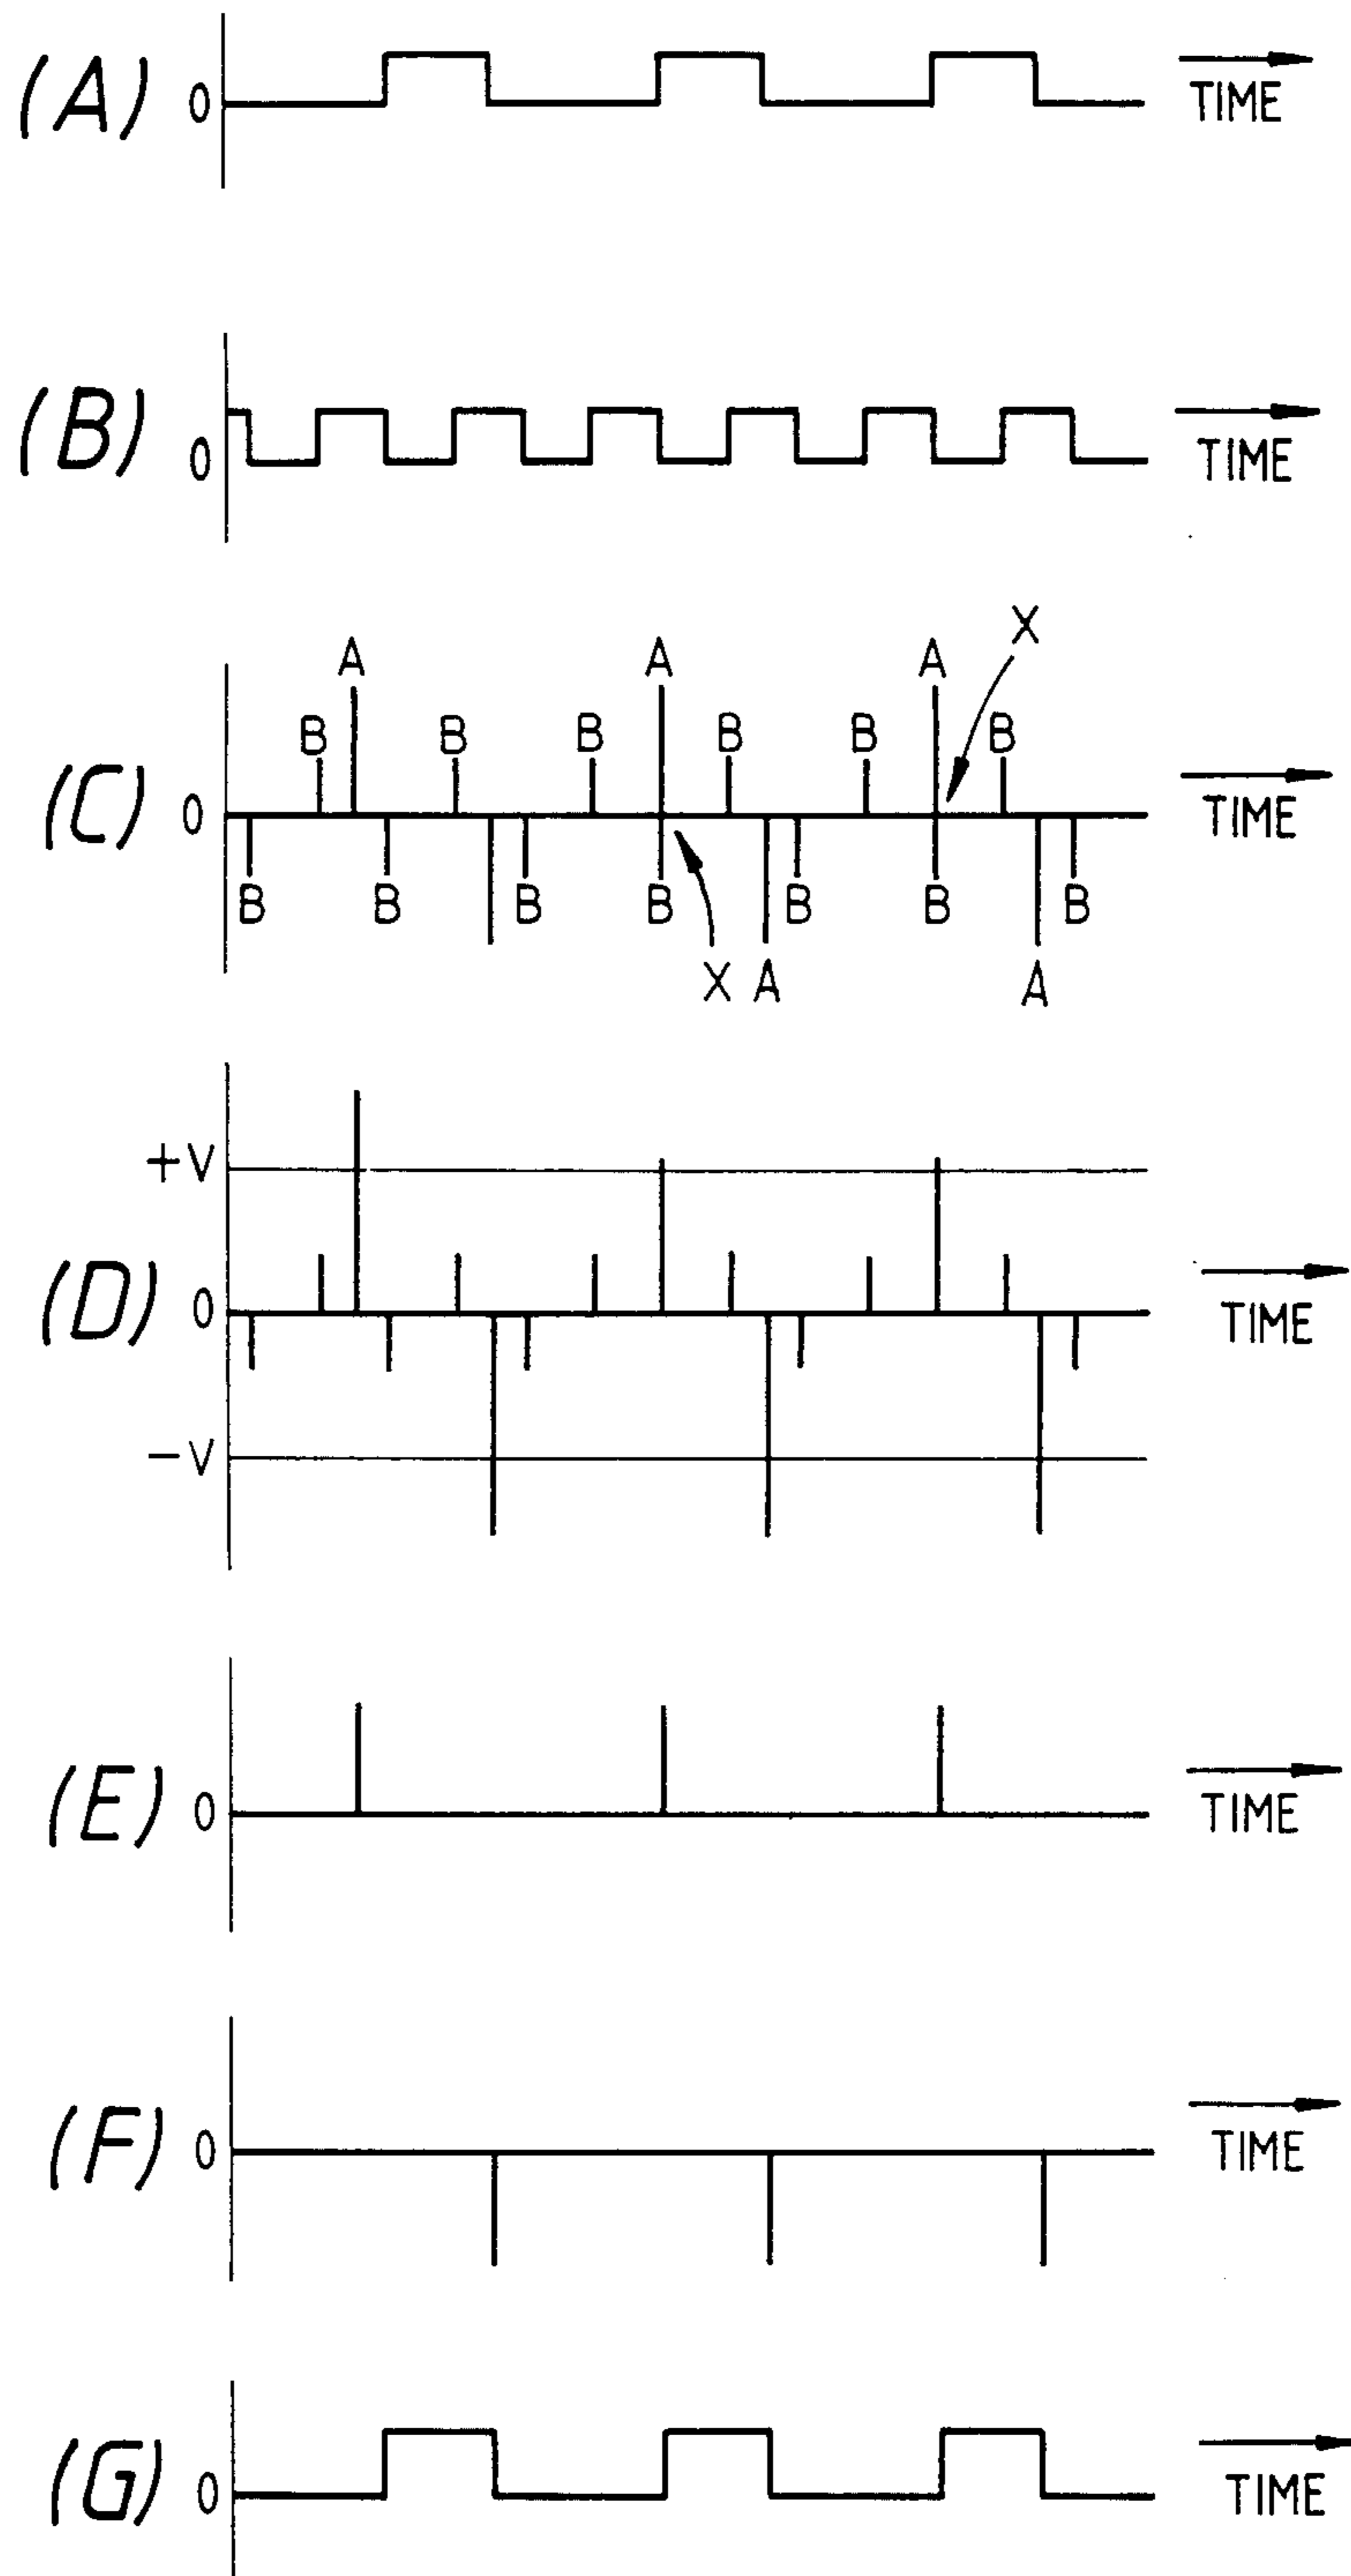 (A) 0 TIME
(B) 0 TIME
X
A A A
B B B B B B
(C) 0 TIME
B B B B B B B
X A A
+V
(D) 0 TIME
-V
(E) 0 TIME
(F) 0 TIME
(G) 0 TIME